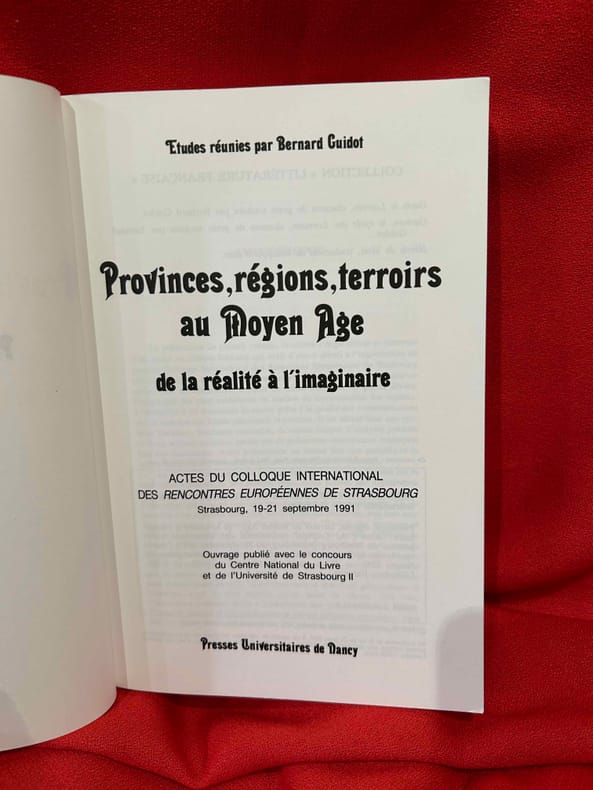 Etudes réunies par Bernard Guidot
Provinces, régions, terroirs
au Moyen Age
de la réalité à l'imaginaire
ACTES DU COLLOQUE INTERNATIONAL
DES RENCONTRES EUROPÉENNES DE STRASBOURG
Strasbourg, 19-21 septembre 1991
Ouvrage publié avec le concours
du Centre National du Livre
et de l'Université de Strasbourg II
Presses Universitaires de Nancy